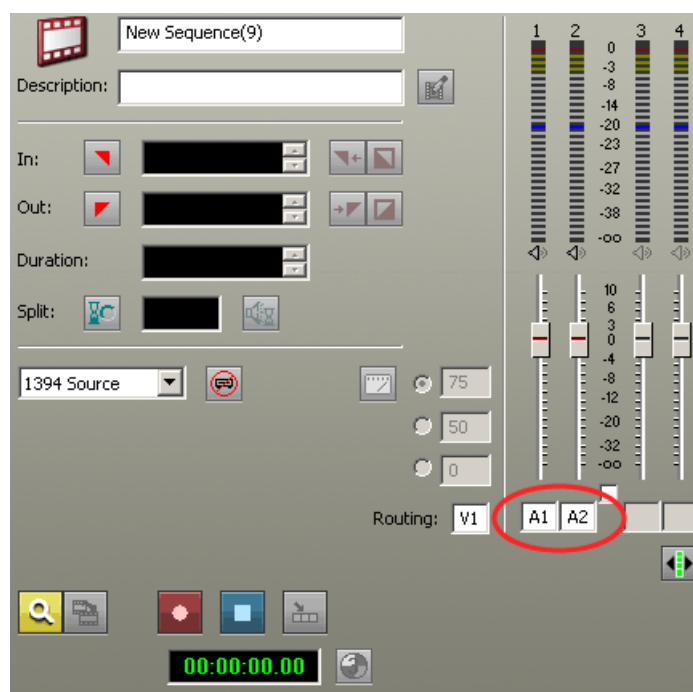 New Sequence(9)
Description:
In:
Out:
Duration:
Split:
1394 Source
75
50
0
Routing: V1 A1 A2
00:00:00.00
1 2 3 4
0
-3
-8
-14
-20
-23
-27
-32
-38
-oo
10
6
3
0
-4
-8
-12
-20
-32
-oo